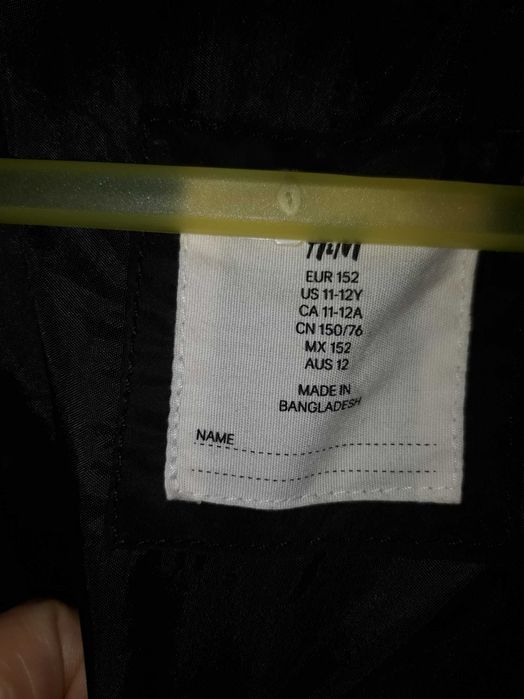 H&M
EUR 152
US 11-12Y
CA 11-12A
CN 150/76
MX 152
AUS 12
MADE IN
BANGLADESH
NAME
1